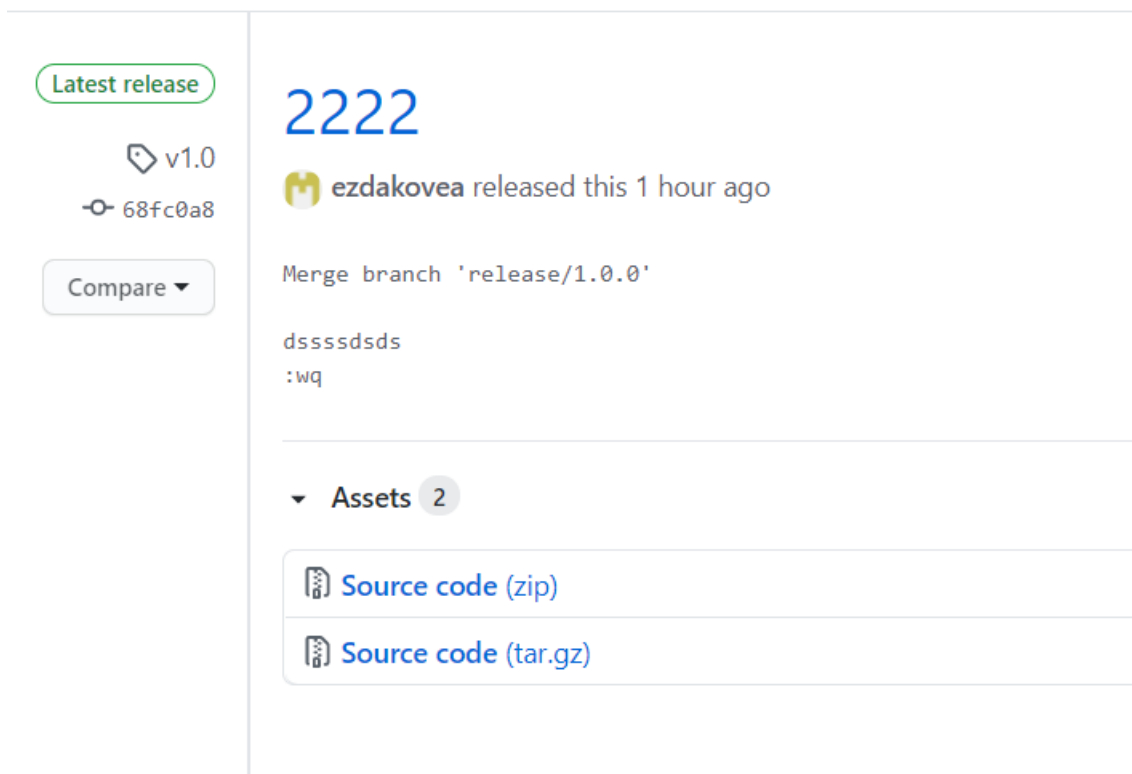 Latest release
v1.0
68fc0a8
Compare
2222
ezdakovea released this 1 hour ago
Merge branch 'release/1.0.0'
dssssdsds
:wq
Assets 2
Source code (zip)
Source code (tar.gz)